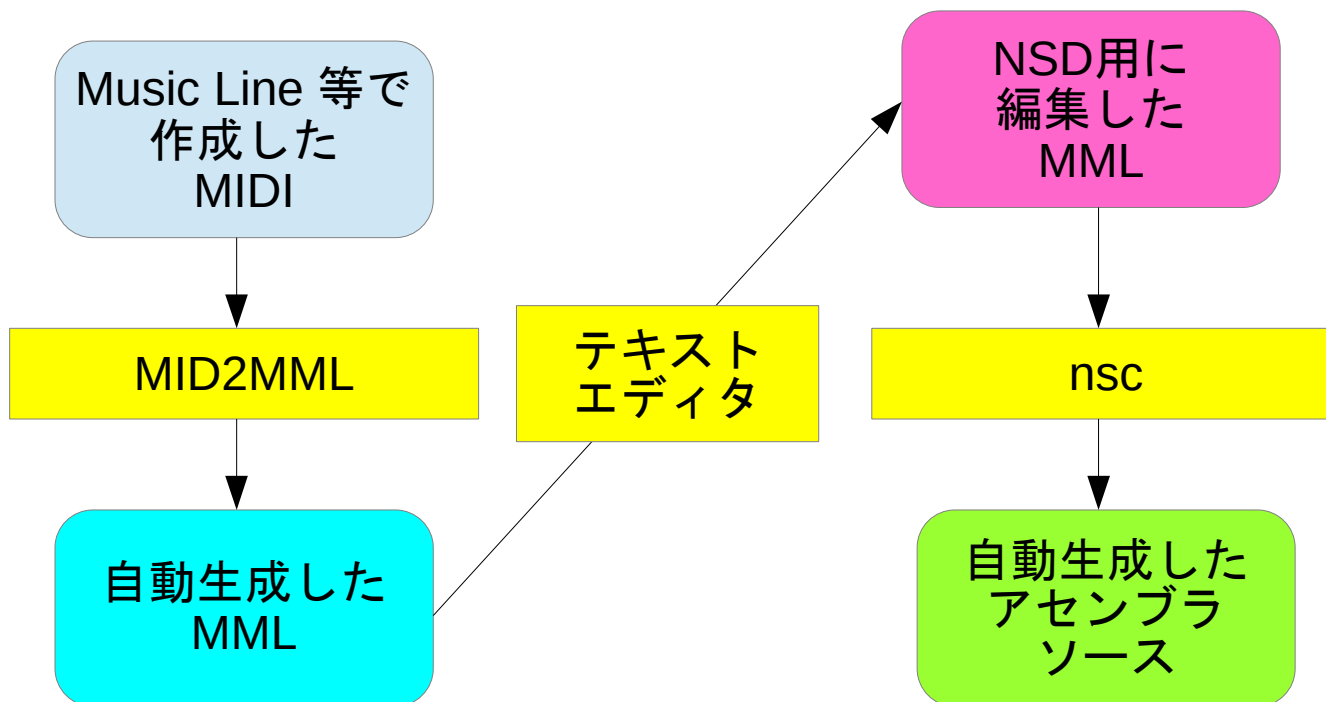 Music Line 等で
作成した
MIDI
MID2MML
自動生成した
MML
テキスト
エディタ
NSD用に
編集した
MML
nsc
自動生成した
アセンブラ
ソース